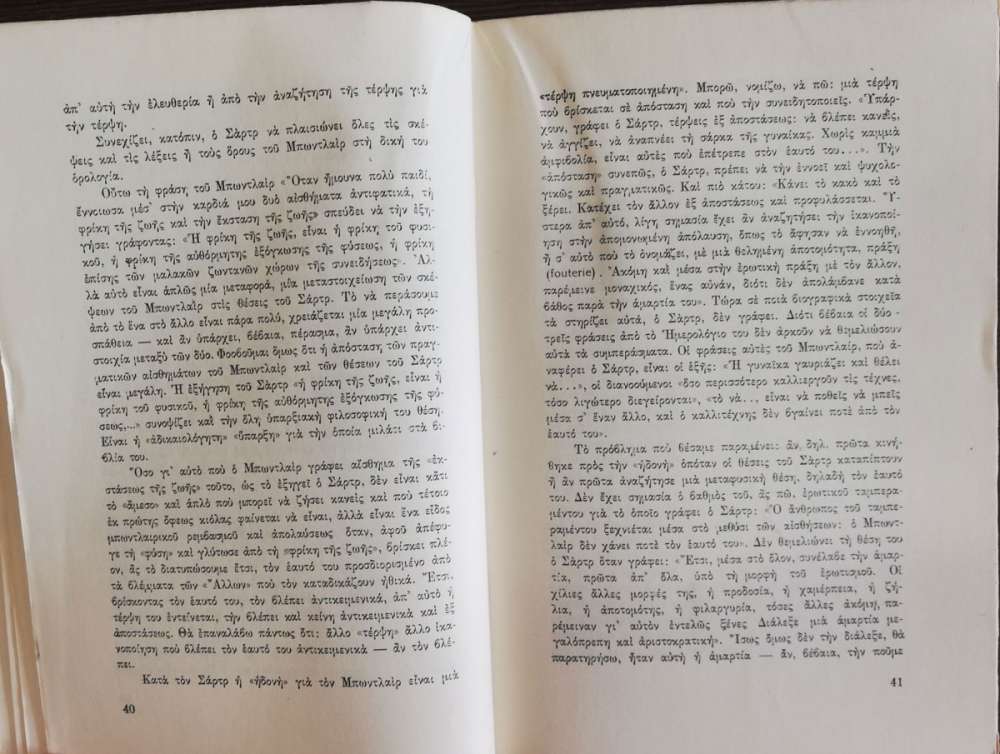 ἀπ' αὐτὴ τὴν ἐλευθερία ἢ ἀπὸ τὴν ἀναζήτηση τῆς τέρψης γιὰ
τὴν τέρψη.
Συνεχίζει, κατόπιν, ὁ Σὰρτρ νὰ πλαισιώνει ὅλες τὶς σκέ-
ψεις καὶ τὶς λέξεις ἢ τοὺς ὅρους τοῦ Μπωντλαὶρ στὴ δική του
ὁρολογία.
Οὕτω τὴ φράση τοῦ Μπωντλαὶρ «Ὅταν ἤμουνα πολὺ παιδί,
ἔννοιωσα μέσ' στὴν καρδιά μου δυὸ αἰσθήματα ἀντιφατικά, τὴ
φρίκη τῆς ζωῆς καὶ τὴν ἔκσταση τῆς ζωῆς» σπεύδει νὰ τὴν ἐξη-
γήσει γράφοντας: «Ἡ φρίκη τῆς ζωῆς, εἶναι ἡ φρίκη τοῦ φυσι-
κοῦ, ἡ φρίκη τῆς αὐθόρμητης ἐξόγκωσης τῆς φύσεως, ἡ φρίκη
ἐπίσης τῶν μαλακῶν ζωντανῶν χώρων τῆς συνειδήσεως». Ἀλ-
λὰ αὐτὸ εἶναι ἁπλῶς μία μεταφορά, μία μεταστοιχείωση τῶν σκέ-
ψεων τοῦ Μπωντλαὶρ στὶς θέσεις τοῦ Σάρτρ. Τὸ νὰ περάσουμε
ἀπὸ τὸ ἕνα στὸ ἄλλο εἶναι πάρα πολύ, χρειάζεται μία μεγάλη προ-
σπάθεια — καὶ ἂν ὑπάρχει, βέβαια, πέρασμα, ἂν ὑπάρχει ἀντι-
στοιχία μεταξὺ τῶν δύο. Φοβοῦμαι ὅμως ὅτι ἡ ἀπόσταση τῶν πραγ-
ματικῶν αἰσθημάτων τοῦ Μπωντλαὶρ καὶ τῶν θέσεων τοῦ Σὰρτρ
εἶναι μεγάλη. Ἡ ἐξήγηση τοῦ Σὰρτρ «ἡ φρίκη τῆς ζωῆς, εἶναι ἡ
φρίκη τοῦ φυσικοῦ, ἡ φρίκη τῆς αὐθόρμητης ἐξόγκωσης τῆς φύ-
σεως,...» συνοψίζει καὶ τὴν ὅλη ὑπαρξιακὴ φιλοσοφική του θέση.
Εἶναι ἡ «ἀδικαιολόγητη» «ὕπαρξη» γιὰ τὴν ὁποία μιλάτι στὰ βι-
βλία του.
Ὅσο γι' αὐτὸ ποὺ ὁ Μπωντλαὶρ γράφει αἴσθημα τῆς «ἐκ-
στάσεως τῆς ζωῆς» τοῦτο, ὡς τὸ ἐξηγεῖ ὁ Σάρτρ, δὲν εἶναι κάτι
τὸ «ἄμεσο» καὶ ἁπλὸ ποὺ μπορεῖ νὰ ζήσει κανεὶς καὶ ποὺ τέτοιο
ἐκ πρώτης ὄψεως κιόλας φαίνεται νὰ εἶναι, ἀλλὰ εἶναι ἕνα εἶδος
μπωντλαιρικοῦ ρεμβασμοῦ καὶ ἀπολαύσεως ὅταν, ἀφοῦ ἀπέφυ-
γε τὴ «φύση» καὶ γλύτωσε ἀπὸ τὴ «φρίκη τῆς ζωῆς», βρίσκει πλέ-
ον, ἂς τὸ διατυπώσουμε ἔτσι, τὸν ἑαυτό του προσδιορισμένο ἀπὸ
τὰ βλέμματα τῶν «Ἄλλων» ποὺ τὸν καταδικάζουν ἠθικά. Ἔτσι,
βρίσκοντας τὸν ἑαυτό του, τὸν βλέπει ἀντικειμενικά, ἀπ' αὐτὸ ἡ
τέρψη του ἐντείνεται, τὴν βλέπει καὶ κείνη ἀντικειμενικὰ καὶ ἐξ
ἀποστάσεως. Θὰ ἐπαναλάβω πάντως ὅτι: ἄλλο «τέρψη» ἄλλο ἱκα-
νοποίηση ποὺ βλέπει τὸν ἑαυτό του ἀντικειμενικὰ — ἂν τὸν βλέ-
πει.
Κατὰ τὸν Σὰρτρ ἡ «ἡδονὴ» γιὰ τὸν Μπωντλαὶρ εἶναι μιὰ
40
«τέρψη πνευματοποιημένη». Μπορῶ, νομίζω, νὰ πῶ: μιὰ τέρψη
ποὺ βρίσκεται σὲ ἀπόσταση καὶ ποὺ τὴν συνειδητοποιεῖς. «Ὑπάρ-
χουν, γράφει ὁ Σάρτρ, τέρψεις ἐξ ἀποστάσεως: νὰ βλέπει κανείς,
νὰ ἀγγίζει, νὰ ἀναπνέει τὴ σάρκα τῆς γυναίκας. Χωρὶς καμμιὰ
ἀμφιβολία, εἶναι αὐτὲς ποὺ ἐπέτρεπε στὸν ἑαυτό του...». Τὴν
«ἀπόσταση» συνεπῶς, ὁ Σάρτρ, πρέπει νὰ τὴν ἐννοεῖ καὶ ψυχολο-
γικῶς καὶ πραγματικῶς. Καὶ πιὸ κάτου: «Κάνει τὸ κακὸ καὶ τὸ
ξέρει. Κατέχει τὸν ἄλλον ἐξ ἀποστάσεως καὶ προφυλάσσεται. Ὕ-
στερα ἀπ' αὐτό, λίγη σημασία ἔχει ἂν ἀναζητήσει τὴν ἱκανοποί-
ηση στὴν ἀπομονωμένη ἀπόλαυση, ὅπως τὸ ἄφησαν νὰ ἐννοηθῆ,
ἢ σ' αὐτὸ ποὺ τὸ ὀνομάζει, μὲ μιὰ θελημένη ἀποτομότητα, πράξη
(fouterie). Ἀκόμη καὶ μέσα στὴν ἐρωτικὴ πράξη μὲ τὸν ἄλλον,
παρέμεινε μοναχικός, ἕνας αὐνάν, διότι δὲν ἀπολάμβανε κατὰ
βάθος παρὰ τὴν ἁμαρτία του». Τώρα σὲ ποιὰ βιογραφικὰ στοιχεῖα
τὰ στηρίζει αὐτά, ὁ Σάρτρ, δὲν γράφει. Διότι βέβαια οἱ δύο -
τρεῖς φράσεις ἀπὸ τὸ Ἡμερολόγιο του δὲν ἀρκοῦν νὰ θιμελιώσουν
αὐτὰ τὰ συμπεράσματα. Οἱ φράσεις αὐτὲς τοῦ Μπωντλαίρ, ποὺ ἀ-
ναφέρει ὁ Σάρτρ, εἶναι οἱ ἑξῆς: «Ἡ γυναίκα γαυριάζει καὶ θέλει
νὰ...», οἱ διανοούμενοι «ὅσο περισσότερο καλλιεργοῦν τὶς τέχνες,
τόσο λιγώτερο διεγείρονται», «τὸ νὰ..., εἶναι νὰ ποθεῖς νὰ μπεῖς
μέσα σ' ἕναν ἄλλο, καὶ ὁ καλλιτέχνης δὲν βγαίνει ποτὲ ἀπὸ τὸν
ἑαυτό του».
Τὸ πρόβλημα ποὺ θέσαμε παραμένει: ἄν, δηλ. πρῶτα κινή-
θηκε πρὸς τὴν «ἡδονὴ» ὁπόταν οἱ θέσεις τοῦ Σὰρτρ καταπίπτουν
ἢ ἂν πρῶτα ἀναζήτησε μιὰ μεταφυσικὴ θέση, δηλαδὴ τὸν ἑαυτό
του. Δὲν ἔχει σημασία ὁ βαθμὸς τοῦ, ἂς πῶ, ἐρωτικοῦ ταμπερα-
μέντου γιὰ τὸ ὁποῖο γράφει ὁ Σάρτρ: «Ὁ ἄνθρωπος τοῦ ταμπε-
ραμέντου ξεχνιέται μέσα στὸ μεθύσι τῶν αἰσθήσεων: ὁ Μπωντ-
λαὶρ δὲν χάνει ποτὲ τὸν ἑαυτό του». Δὲν θεμελιώνει τὴ θέση του
ὁ Σὰρτρ ὅταν γράφει: «Ἔτσι, μέσα στὸ ὅλον, συνέλαβε τὴν ἁμαρ-
τία, πρῶτα ἀπ' ὅλα, ὑπὸ τὴ μορφὴ τοῦ ἐρωτισμοῦ. Οἱ
χίλιες ἄλλες μορφές της, ἡ προδοσία, ἡ χαμέρπεια, ἡ ζή-
λια, ἡ ἀποτομότης, ἡ φιλαργυρία, τόσες ἄλλες ἀκόμη, πα-
ρέμειναν γι' αὐτὸν ἐντελῶς ξένες Διάλεξε μιὰ ἁμαρτία με-
γαλόπρεπη καὶ ἀριστοκρατική». Ἴσως ὅμως δὲν τὴν διάλεξε, θὰ
παρατηρήσω, ἤταν αὐτὴ ἡ ἁμαρτία — ἄν, βέβαια, τὴν ποῦμε
41